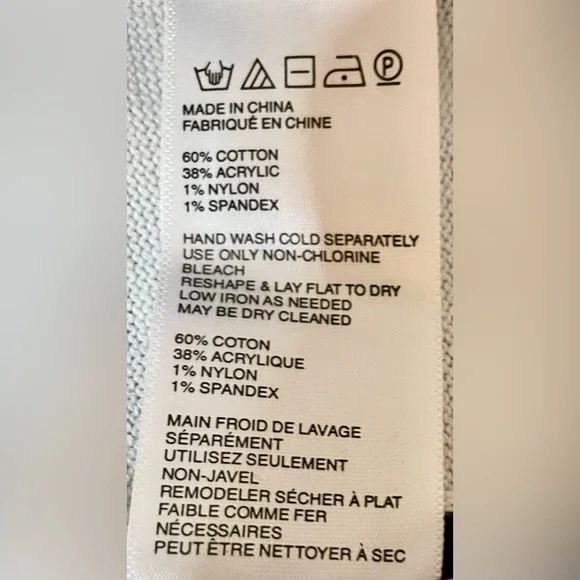 P
MADE IN CHINA
FABRIQUÉ EN CHINE
60% COTTON
38% ACRYLIC
1% NYLON
1% SPANDEX
HAND WASH COLD SEPARATELY
USE ONLY NON-CHLORINE
BLEACH
RESHAPE & LAY FLAT TO DRY
LOW IRON AS NEEDED
MAY BE DRY CLEANED
60% COTON
38% ACRYLIQUE
1% NYLON
1% SPANDEX
MAIN FROID DE LAVAGE
SÉPARÉMENT
UTILISEZ SEULEMENT
NON-JAVEL
REMODELER SÉCHER À PLAT
FAIBLE COMME FER
NÉCESSAIRES
PEUT ÊTRE NETTOYER À SEC